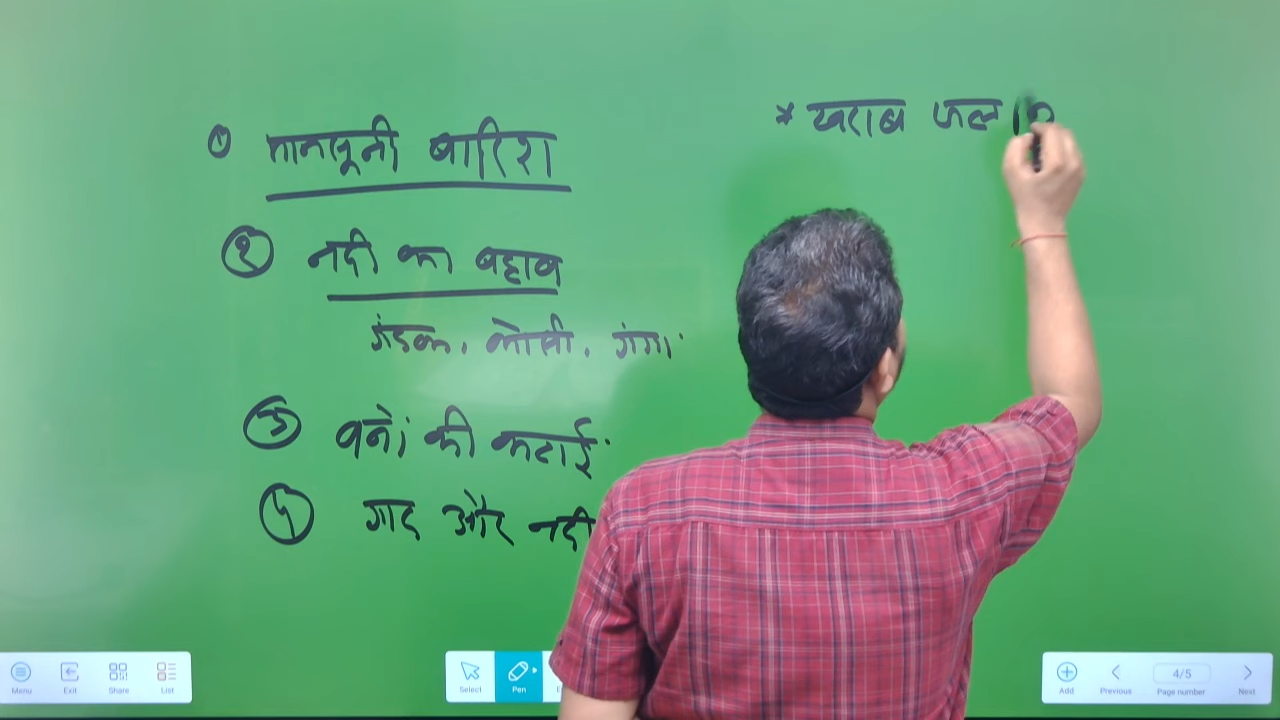 ① मानसूनी बारिश
② नदी का बहाव
गंडक, कोसी, गंगा
③ वनों की कटाई
④ गाद और नदी
* खराब जल नि
Menu Exit Share List
Select Pen
Add Previous 4/5 Page number Next